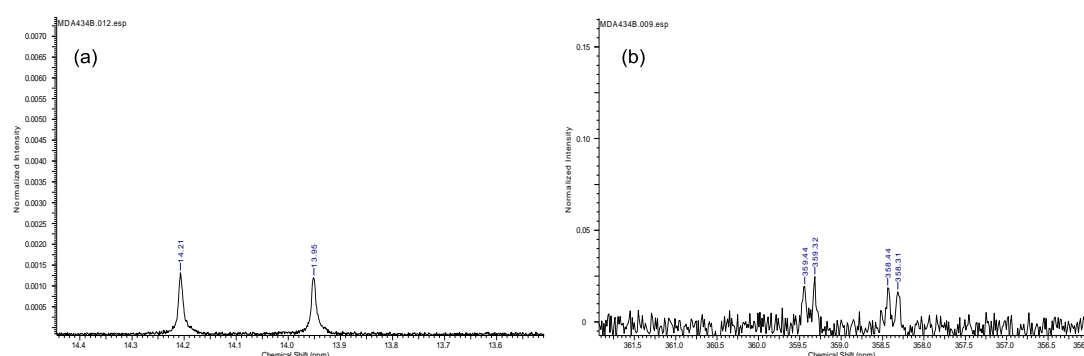 MDA434B.012.esp
(a)
0.0070
0.0065
0.0060
0.0055
0.0050
0.0045
0.0040
0.0035
0.0030
0.0025
0.0020
0.0015
0.0010
0.0005
Normalized Intensity
14.21
13.95
14.4 14.3 14.2 14.1 14.0 13.9 13.8 13.7 13.6
Chemical Shift (ppm)
MDA434B.009.esp
(b)
0.15
0.10
0.05
0
Normalized Intensity
359.44
359.32
358.44
358.31
361.5 361.0 360.5 360.0 359.5 359.0 358.5 358.0 357.5 357.0 356.5
Chemical Shift (ppm)